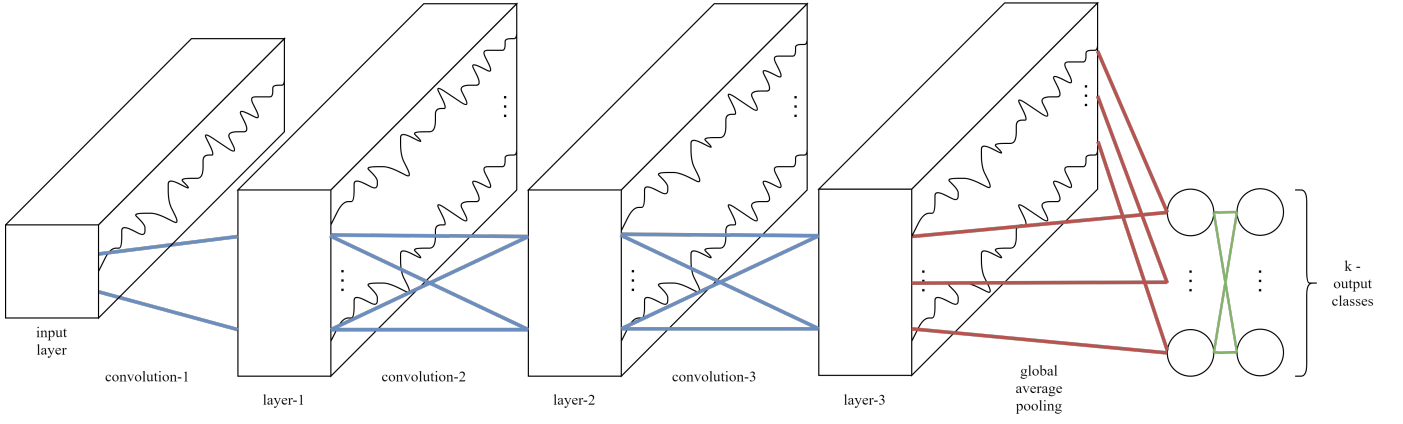 input
layer
convolution-1
layer-1
convolution-2
layer-2
convolution-3
layer-3
global
average
pooling
k -
output
classes